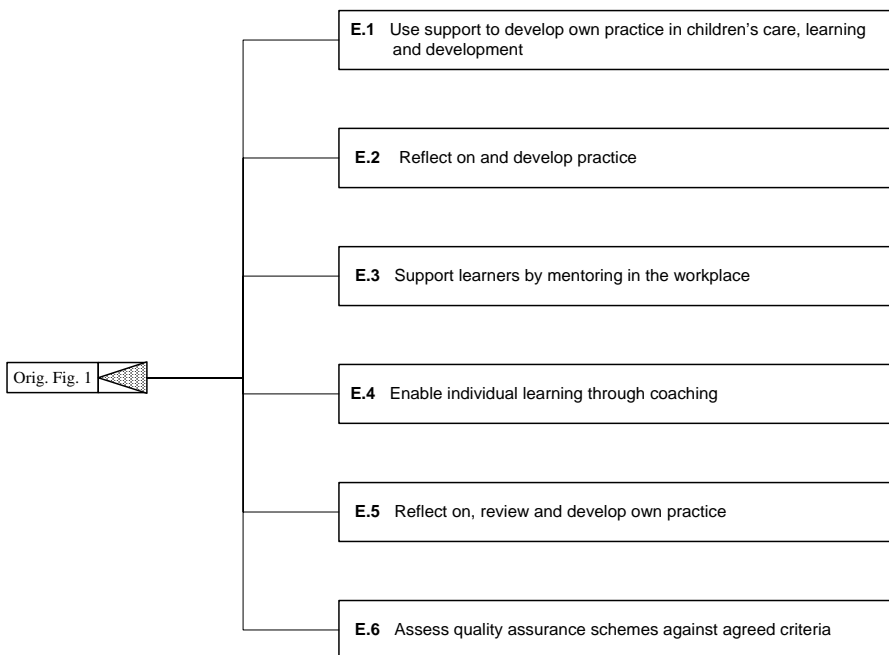 E.1 Use support to develop own practice in children’s care, learning
and development
E.2 Reflect on and develop practice
E.3 Support learners by mentoring in the workplace
Orig. Fig. 1
E.4 Enable individual learning through coaching
E.5 Reflect on, review and develop own practice
E.6 Assess quality assurance schemes against agreed criteria